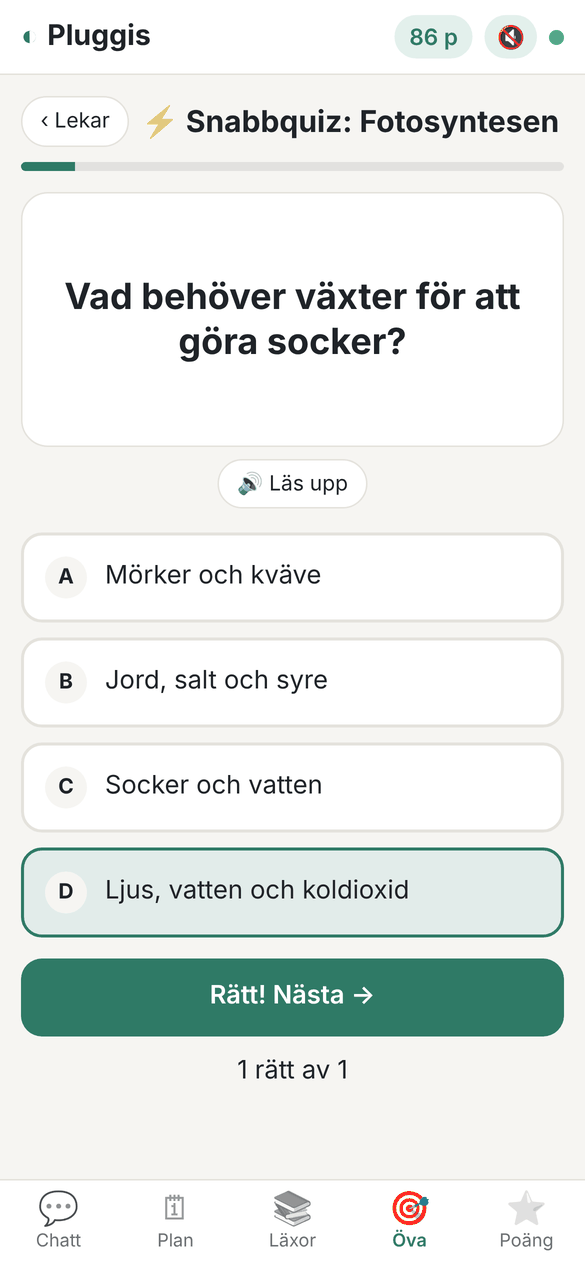 Pluggis
86 p
‹ Lekar
⚡ Snabbquiz: Fotosyntesen
Vad behöver växter för att
göra socker?
🔊 Läs upp
A Mörker och kväve
B Jord, salt och syre
C Socker och vatten
D Ljus, vatten och koldioxid
Rätt! Nästa →
1 rätt av 1
Chatt Plan Läxor Öva Poäng